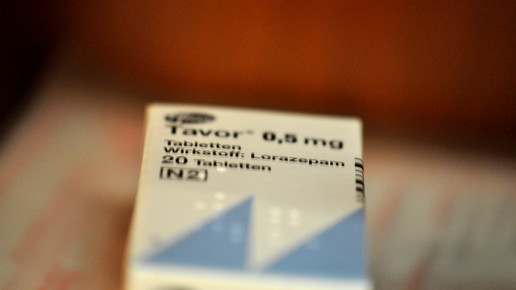 Tavor® 0,5 mg
Tabletten
Wirkstoff: Lorazepam
20 Tabletten
N2